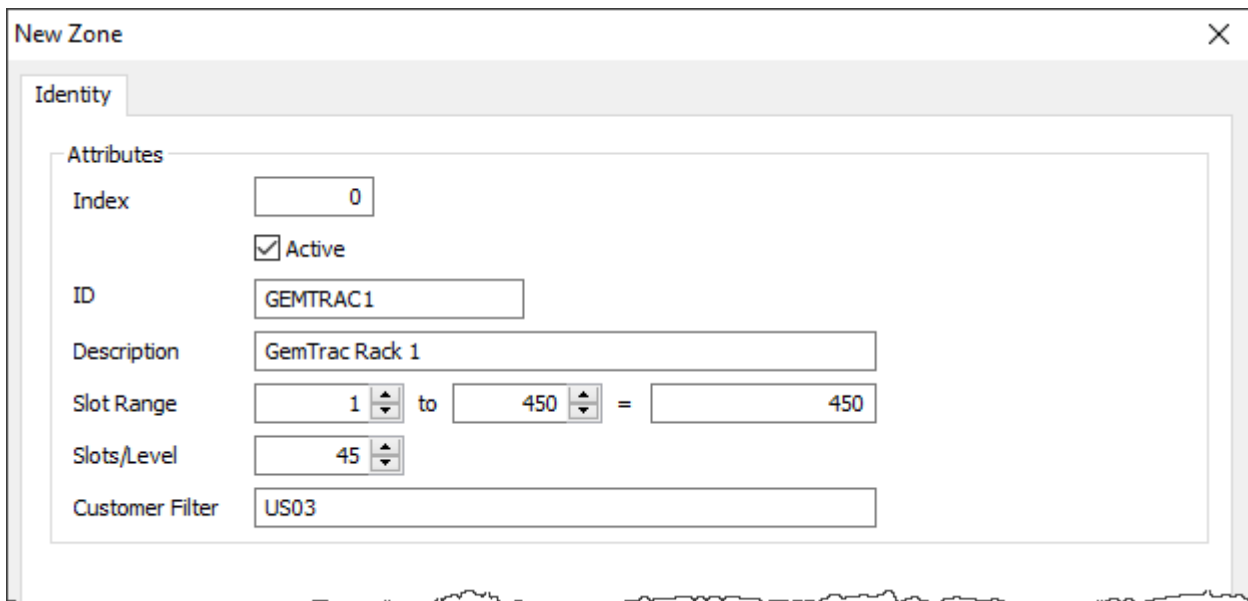 New Zone
Identity
Attributes
Index 0
Active
ID GEMTRAC1
Description GemTrac Rack 1
Slot Range 1 to 450 = 450
Slots/Level 45
Customer Filter US03